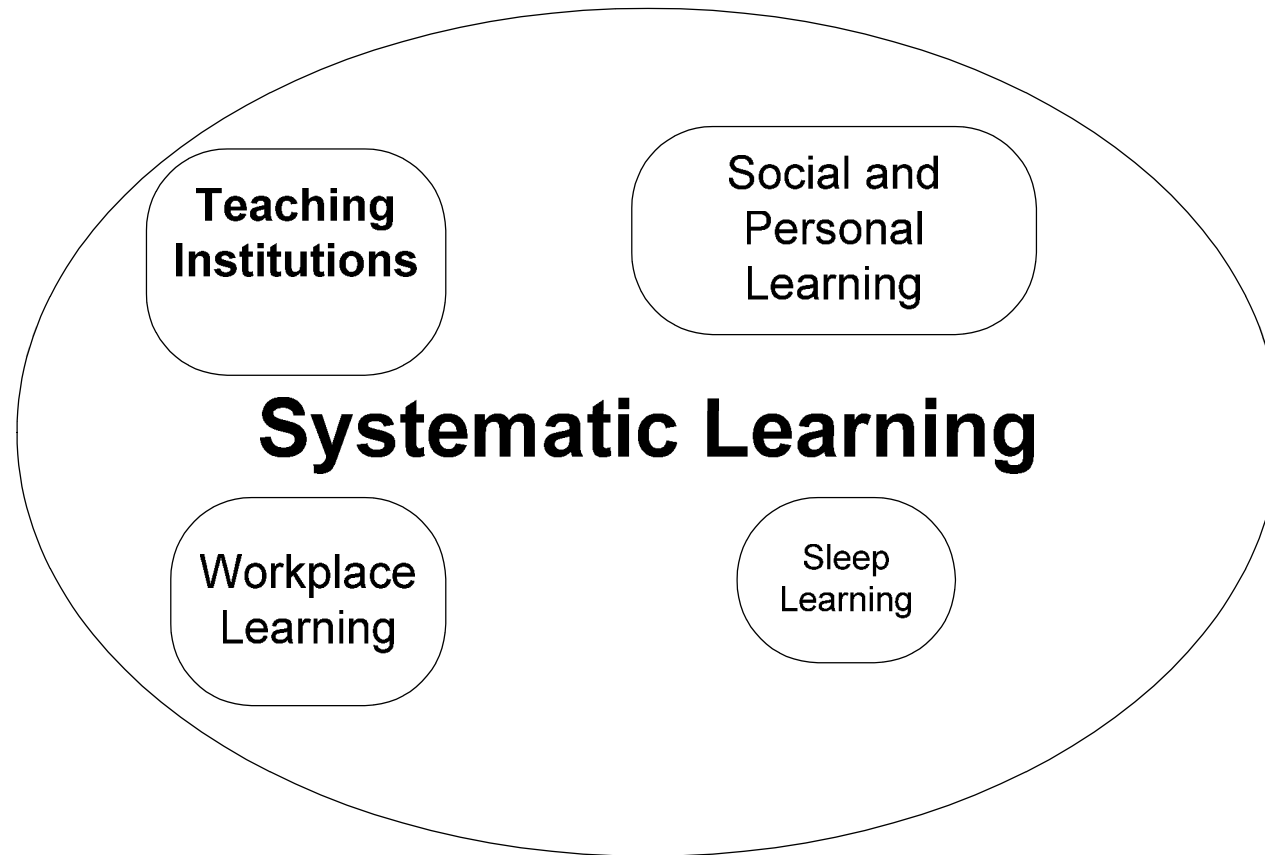 Teaching
Institutions
Social and
Personal
Learning
Systematic Learning
Workplace
Learning
Sleep
Learning